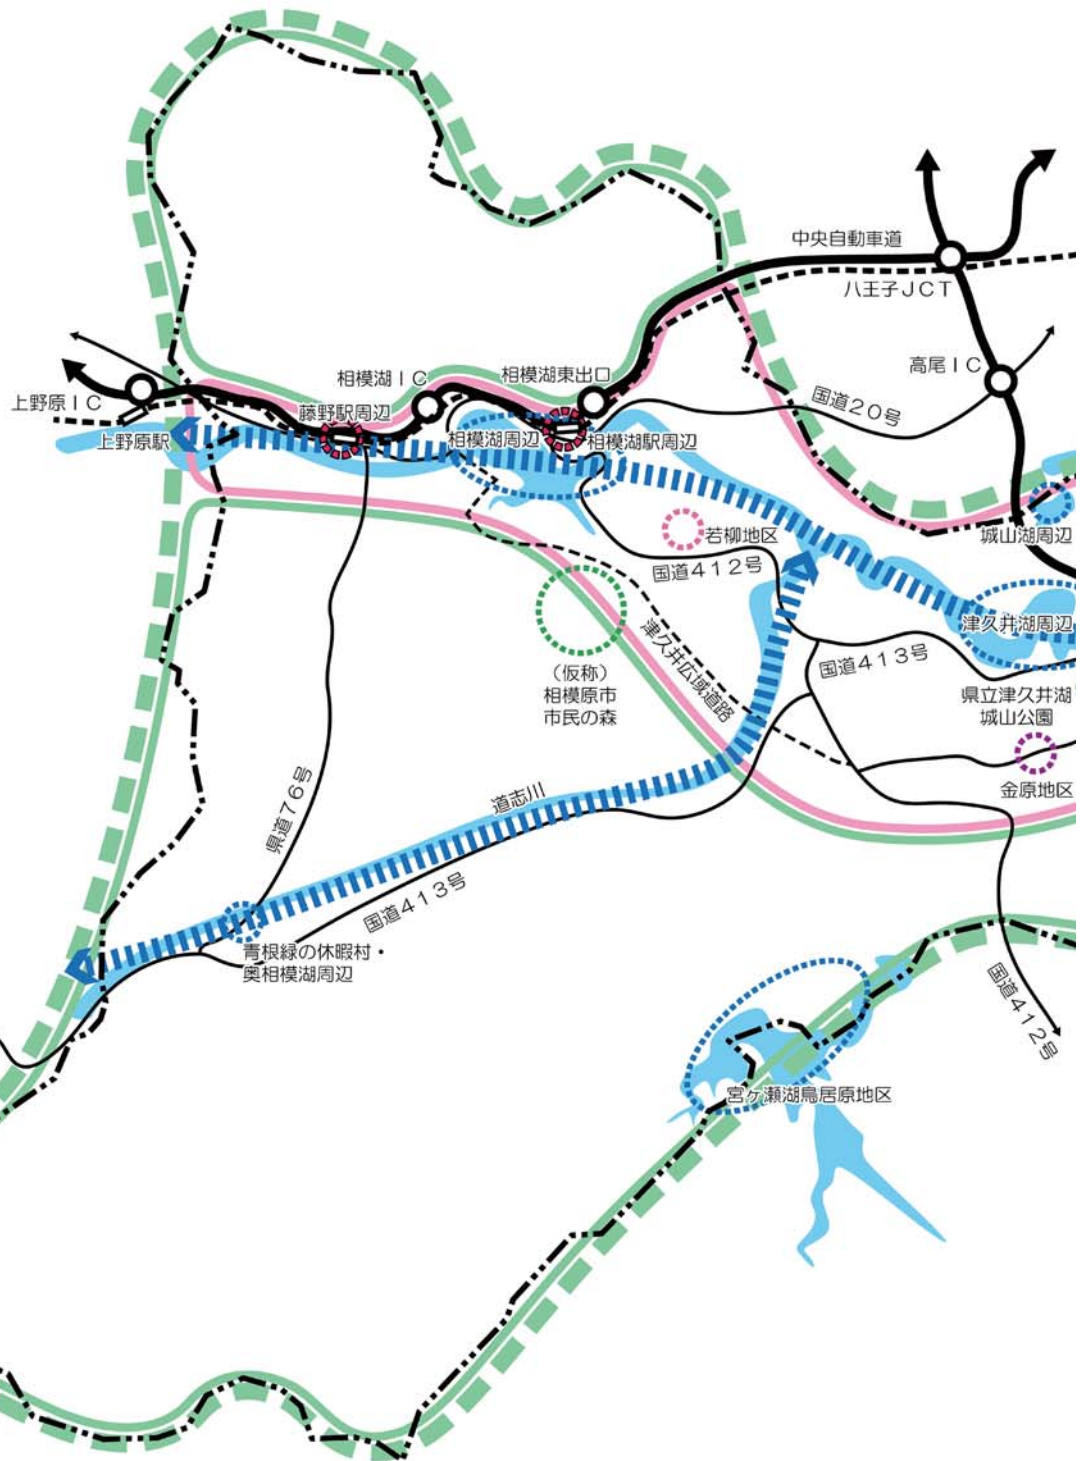 中央自動車道
八王子ＪＣＴ
高尾ＩＣ
相模湖東出口
相模湖ＩＣ
上野原ＩＣ
藤野駅周辺
国道２０号
上野原駅
相模湖周辺
相模湖駅周辺
若柳地区
城山湖周辺
国道４１２号
津久井湖周辺
津久井広域道路
国道４１３号
（仮称）
相模原市
市民の森
県立津久井湖
城山公園
金原地区
県道７６号
道志川
国道４１３号
青根緑の休暇村・
奥相模湖周辺
国道４１２号
宮ヶ瀬湖鳥居原地区